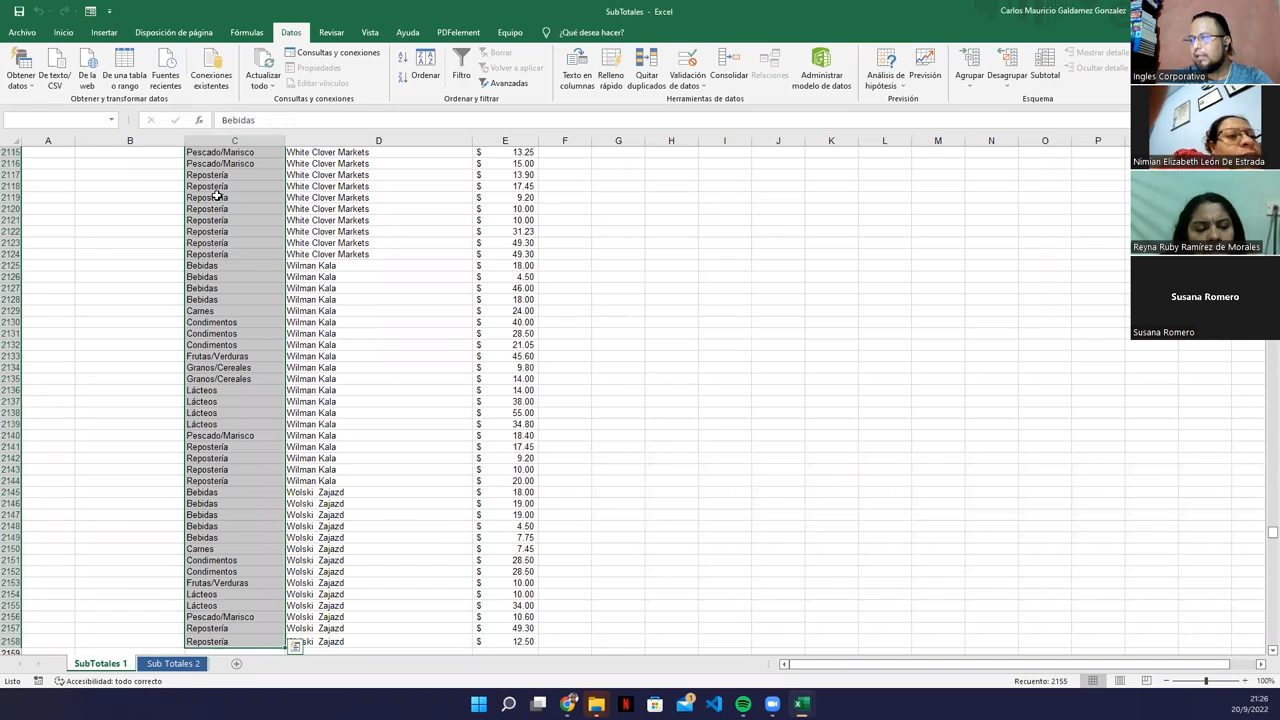 SubTotales - Excel
Carlos Mauricio Galdamez Gonzalez
Archivo Inicio Insertar Disposición de página Fórmulas Datos Revisar Vista Ayuda PDFelement Equipo ¿Qué desea hacer?
Obtener datos
De texto/ CSV
De la web
De una tabla o rango
Fuentes recientes
Conexiones existentes
Obtener y transformar datos
Actualizar todo
Consultas y conexiones
Propiedades
Editar vínculos
Consultas y conexiones
Ordenar
Filtro
Borrar
Volver a aplicar
Avanzadas
Ordenar y filtrar
Texto en columnas
Relleno rápido
Quitar duplicados
Validación de datos
Consolidar
Relaciones
Administrar modelo de datos
Herramientas de datos
Análisis de hipótesis
Previsión
Previsión
Agrupar
Desagrupar
Subtotal
Mostrar detalle
Ocultar detalle
Esquema
fx Bebidas
A B C D E F G H I J K L M N O P
2115 Pescado/Marisco White Clover Markets $ 13.25
2116 Pescado/Marisco White Clover Markets $ 15.00
2117 Repostería White Clover Markets $ 13.90
2118 Repostería White Clover Markets $ 17.45
2119 Repostería White Clover Markets $ 9.20
2120 Repostería White Clover Markets $ 10.00
2121 Repostería White Clover Markets $ 10.00
2122 Repostería White Clover Markets $ 31.23
2123 Repostería White Clover Markets $ 49.30
2124 Repostería White Clover Markets $ 49.30
2125 Bebidas Wilman Kala $ 18.00
2126 Bebidas Wilman Kala $ 4.50
2127 Bebidas Wilman Kala $ 46.00
2128 Bebidas Wilman Kala $ 18.00
2129 Carnes Wilman Kala $ 24.00
2130 Condimentos Wilman Kala $ 40.00
2131 Condimentos Wilman Kala $ 28.50
2132 Condimentos Wilman Kala $ 21.05
2133 Frutas/Verduras Wilman Kala $ 45.60
2134 Granos/Cereales Wilman Kala $ 9.80
2135 Granos/Cereales Wilman Kala $ 14.00
2136 Lácteos Wilman Kala $ 14.00
2137 Lácteos Wilman Kala $ 38.00
2138 Lácteos Wilman Kala $ 55.00
2139 Lácteos Wilman Kala $ 34.80
2140 Pescado/Marisco Wilman Kala $ 18.40
2141 Repostería Wilman Kala $ 17.45
2142 Repostería Wilman Kala $ 9.20
2143 Repostería Wilman Kala $ 10.00
2144 Repostería Wilman Kala $ 20.00
2145 Bebidas Wolski Zajazd $ 18.00
2146 Bebidas Wolski Zajazd $ 19.00
2147 Bebidas Wolski Zajazd $ 19.00
2148 Bebidas Wolski Zajazd $ 4.50
2149 Bebidas Wolski Zajazd $ 7.75
2150 Carnes Wolski Zajazd $ 7.45
2151 Condimentos Wolski Zajazd $ 28.50
2152 Condimentos Wolski Zajazd $ 28.50
2153 Frutas/Verduras Wolski Zajazd $ 10.00
2154 Lácteos Wolski Zajazd $ 10.00
2155 Lácteos Wolski Zajazd $ 34.00
2156 Pescado/Marisco Wolski Zajazd $ 10.60
2157 Repostería Wolski Zajazd $ 49.30
2158 Repostería Zajazd $ 12.50
2159
SubTotales 1 Sub Totales 2
Listo Accesibilidad: todo correcto Recuento: 2155 100%
21:26
20/9/2022
Ingles Corporativo
Nimian Elizabeth León De Estrada
Reyna Ruby Ramírez de Morales
Susana Romero
Susana Romero